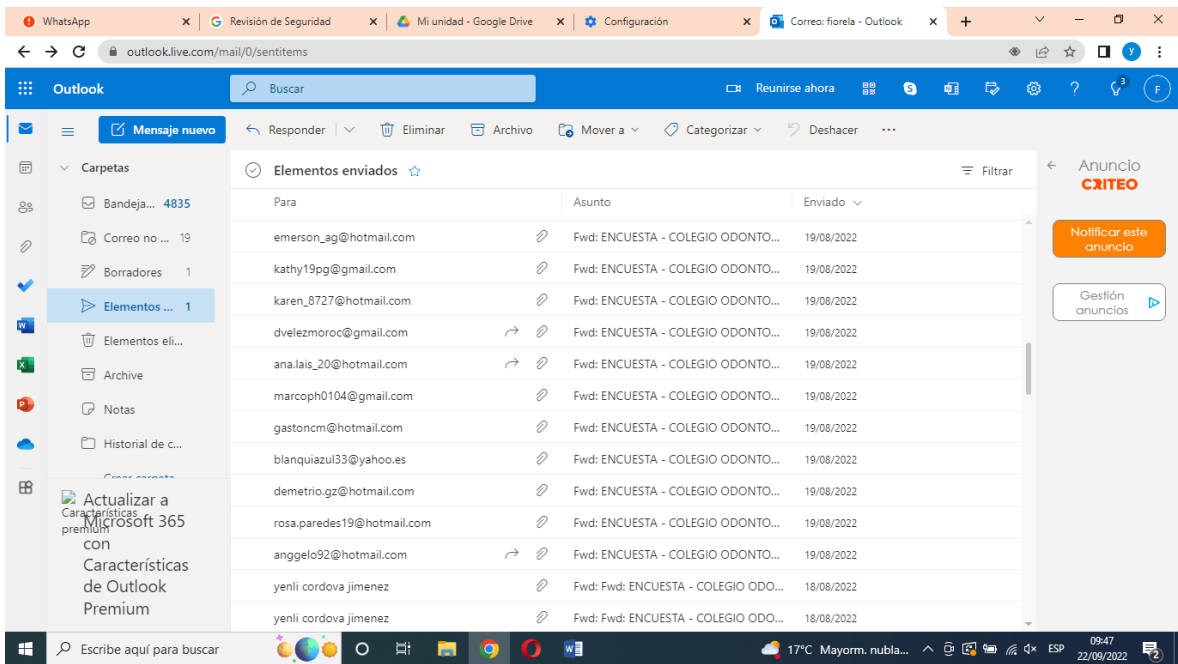 WhatsApp
Revisión de Seguridad
Mi unidad - Google Drive
Configuración
Correo: fiorela - Outlook
outlook.live.com/mail/0/sentitems
Y
Outlook
Buscar
Reunirse ahora
3
F
Mensaje nuevo
Responder
Eliminar
Archivo
Mover a
Categorizar
Deshacer
Carpetas
Bandeja... 4835
Correo no ... 19
Borradores 1
Elementos ... 1
Elementos eli...
Archive
Notas
Historial de c...
Crear carpeta
Características premium
Actualizar a
Microsoft 365
con
Características
de Outlook
Premium
Elementos enviados
Filtrar
Para Asunto Enviado
emerson_ag@hotmail.com Fwd: ENCUESTA - COLEGIO ODONTO... 19/08/2022
kathy19pg@gmail.com Fwd: ENCUESTA - COLEGIO ODONTO... 19/08/2022
karen_8727@hotmail.com Fwd: ENCUESTA - COLEGIO ODONTO... 19/08/2022
dvelezmoroc@gmail.com Fwd: ENCUESTA - COLEGIO ODONTO... 19/08/2022
ana.lais_20@hotmail.com Fwd: ENCUESTA - COLEGIO ODONTO... 19/08/2022
marcoph0104@gmail.com Fwd: ENCUESTA - COLEGIO ODONTO... 19/08/2022
gastoncm@hotmail.com Fwd: ENCUESTA - COLEGIO ODONTO... 19/08/2022
blanquiazul33@yahoo.es Fwd: ENCUESTA - COLEGIO ODONTO... 19/08/2022
demetrio.gz@hotmail.com Fwd: ENCUESTA - COLEGIO ODONTO... 19/08/2022
rosa.paredes19@hotmail.com Fwd: ENCUESTA - COLEGIO ODONTO... 19/08/2022
anggelo92@hotmail.com Fwd: ENCUESTA - COLEGIO ODONTO... 19/08/2022
yenli cordova jimenez Fwd: Fwd: ENCUESTA - COLEGIO ODO... 18/08/2022
yenli cordova jimenez Fwd: Fwd: ENCUESTA - COLEGIO ODO... 18/08/2022
Anuncio
CRITEO
Notificar este
anuncio
Gestión
anuncios
Escribe aquí para buscar
17°C Mayorm. nubla...
ESP
09:47
22/09/2022
2